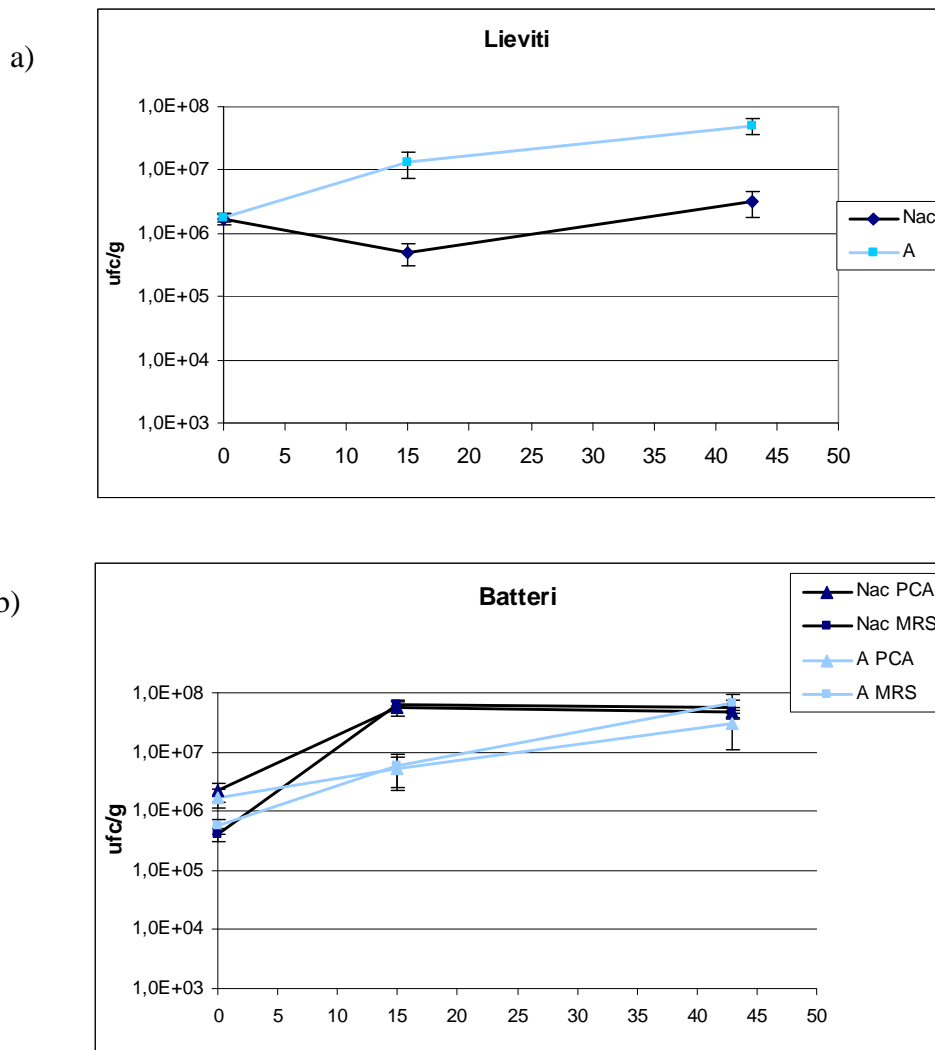 a)
Lieviti
1,0E+08
1,0E+07
1,0E+06
1,0E+05
1,0E+04
1,0E+03
ufc/g
0 5 10 15 20 25 30 35 40 45 50
Nac
A
b)
Batteri
Nac PCA
Nac MRS
A PCA
A MRS
1,0E+08
1,0E+07
1,0E+06
1,0E+05
1,0E+04
1,0E+03
ufc/g
0 5 10 15 20 25 30 35 40 45 50